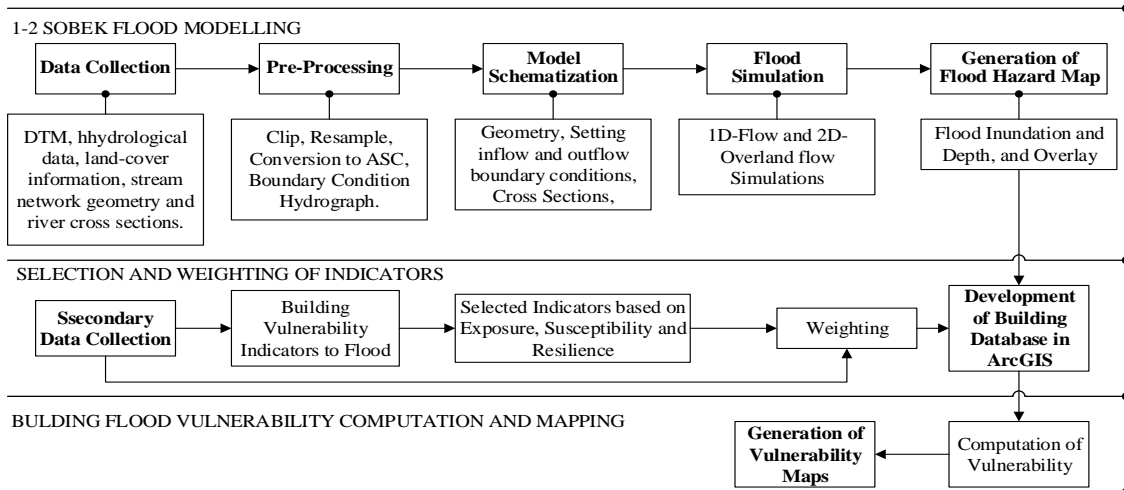 1-2 SOBEK FLOOD MODELLING
Data Collection
Pre-Processing
Model
Schematization
Flood
Simulation
Generation of
Flood Hazard Map
DTM, hhydrological
data, land-cover
information, stream
network geometry and
river cross sections.
Clip, Resample,
Conversion to ASC,
Boundary Condition
Hydrograph.
Geometry, Setting
inflow and outflow
boundary conditions,
Cross Sections,
1D-Flow and 2D-
Overland flow
Simulations
Flood Inundation and
Depth, and Overlay
SELECTION AND WEIGHTING OF INDICATORS
Ssecondary
Data Collection
Building
Vulnerability
Indicators to Flood
Selected Indicators based on
Exposure, Susceptibility and
Resilience
Weighting
Development
of Building
Database in
ArcGIS
BULDING FLOOD VULNERABILITY COMPUTATION AND MAPPING
Generation of
Vulnerability
Maps
Computation of
Vulnerability